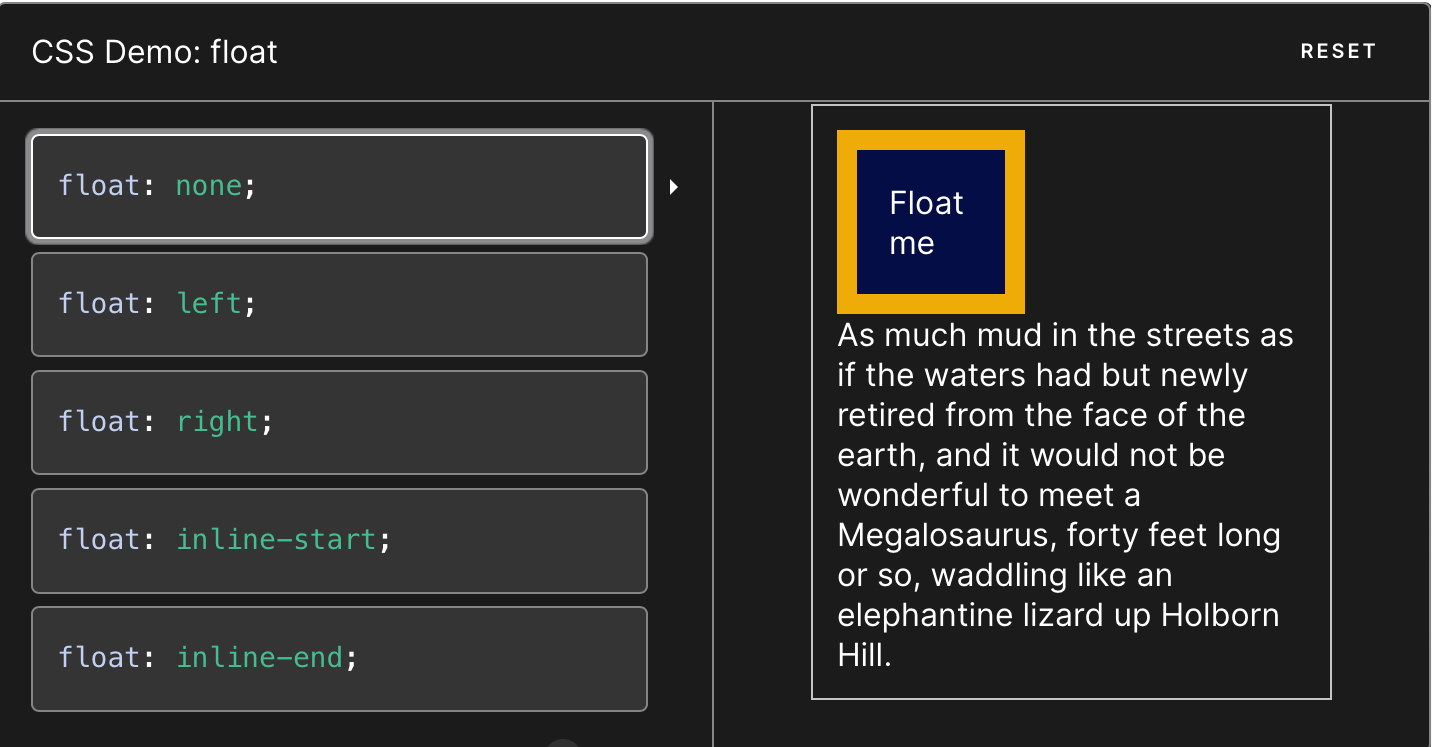 CSS Demo: float
RESET
float: none;
float: left;
float: right;
float: inline-start;
float: inline-end;
Float
me
As much mud in the streets as
if the waters had but newly
retired from the face of the
earth, and it would not be
wonderful to meet a
Megalosaurus, forty feet long
or so, waddling like an
elephantine lizard up Holborn
Hill.